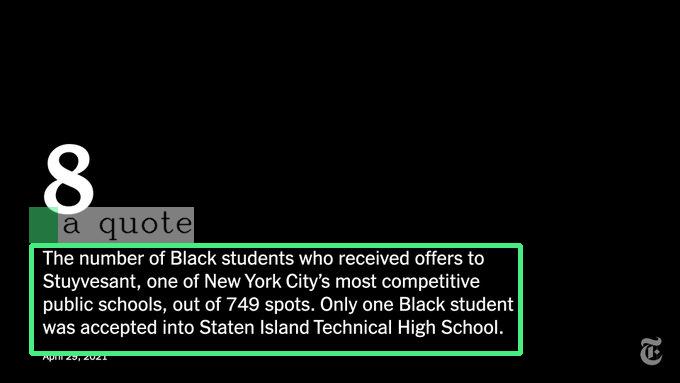 8
a quote
The number of Black students who received offers to
Stuyvesant, one of New York City’s most competitive
public schools, out of 749 spots. Only one Black student
was accepted into Staten Island Technical High School.
April 29, 2021
T